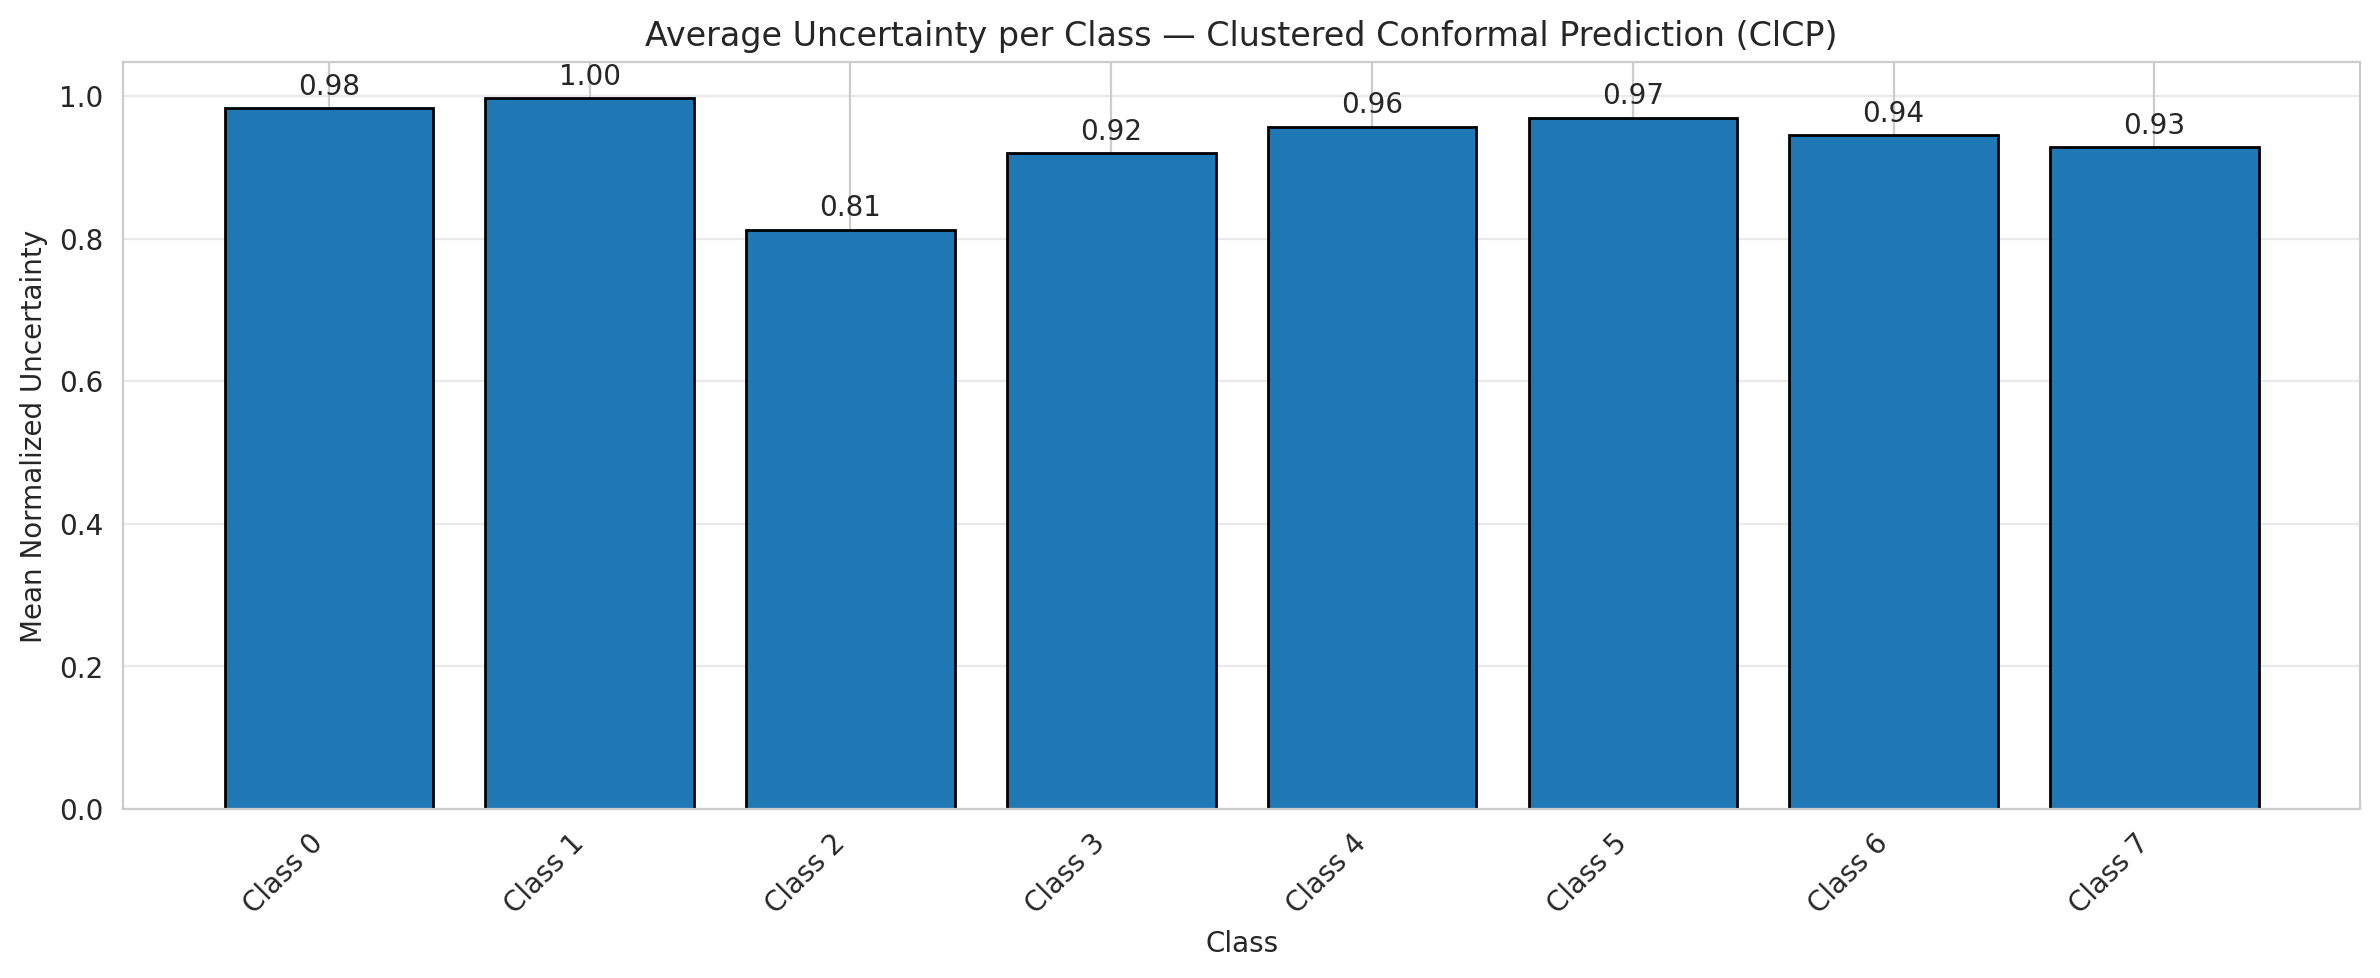 Average Uncertainty per Class — Clustered Conformal Prediction (ClCP)
Mean Normalized Uncertainty
1.0
0.8
0.6
0.4
0.2
0.0
0.98
1.00
0.81
0.92
0.96
0.97
0.94
0.93
Class 0
Class 1
Class 2
Class 3
Class 4
Class 5
Class 6
Class 7
Class